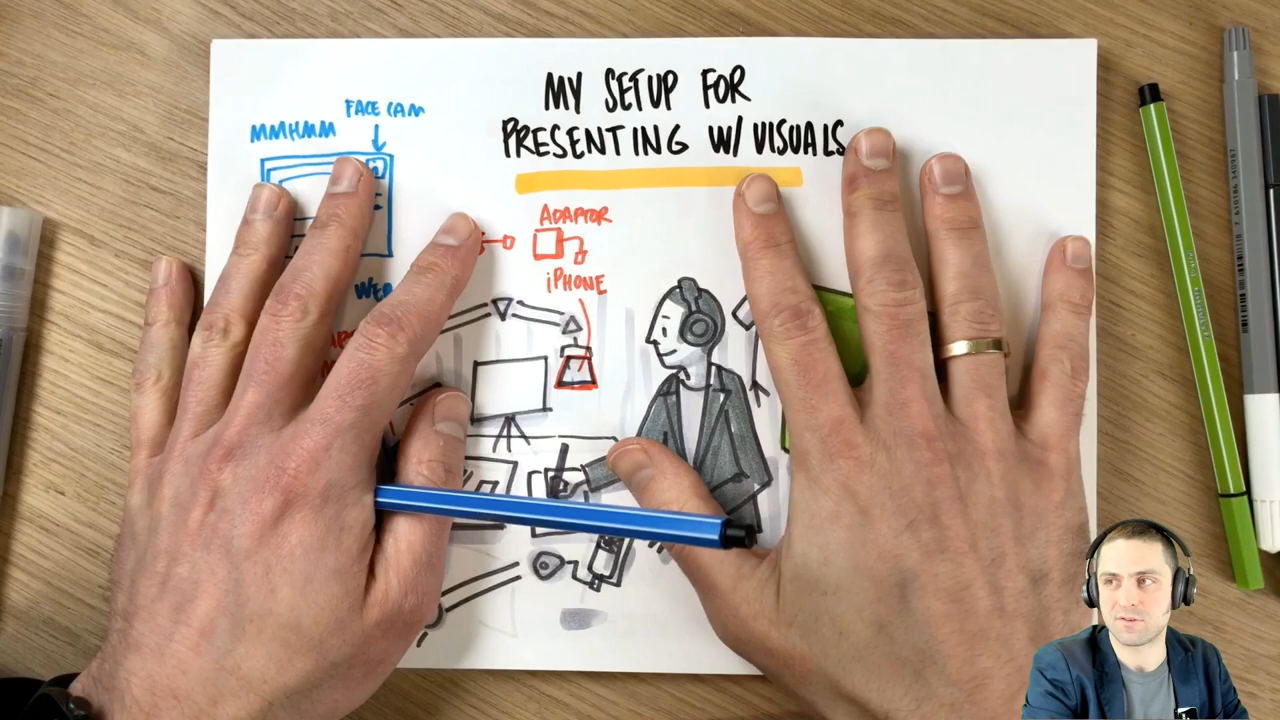 MY SETUP FOR
PRESENTING W/ VISUALS
FACE CAM
MMHMM
ADAPTOR
iPHONE